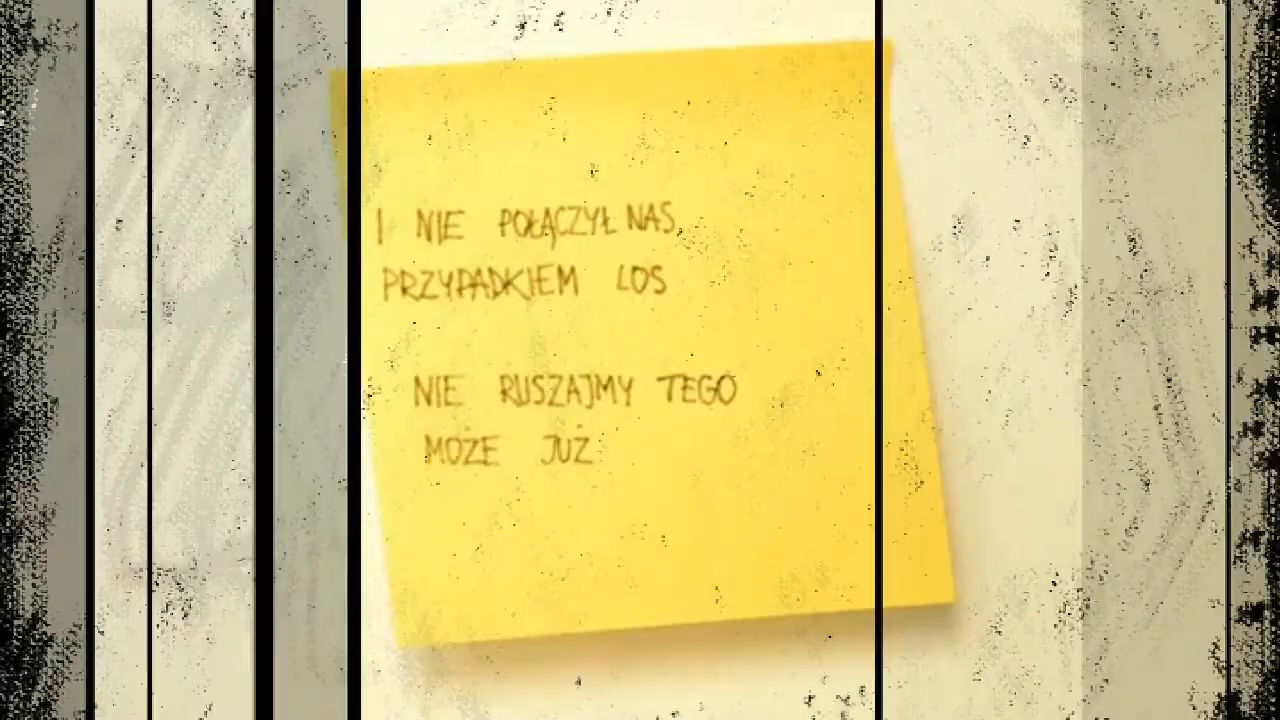 I NIE POŁĄCZYŁ NAS
PRZYPADKIEM LOS
NIE RUSZAJMY TEGO
MOŻE JUŻ